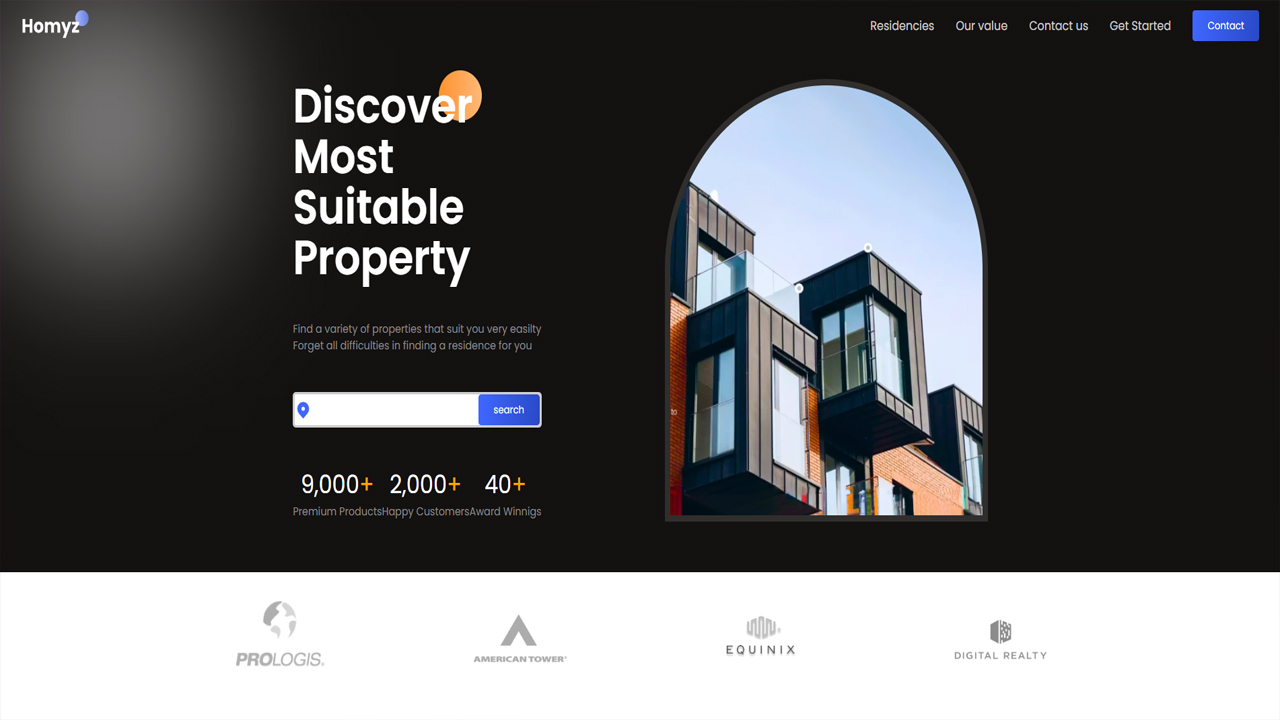 Homyz
Residencies
Our value
Contact us
Get Started
Contact
Discover
Most
Suitable
Property
Find a variety of properties that suit you very easilty
Forget all difficulties in finding a residence for you
search
9,000+
2,000+
40+
Premium Products
Happy Customers
Award Winnigs
to
PROLOGIS®
AMERICAN TOWER®
EQUINIX
DIGITAL REALTY